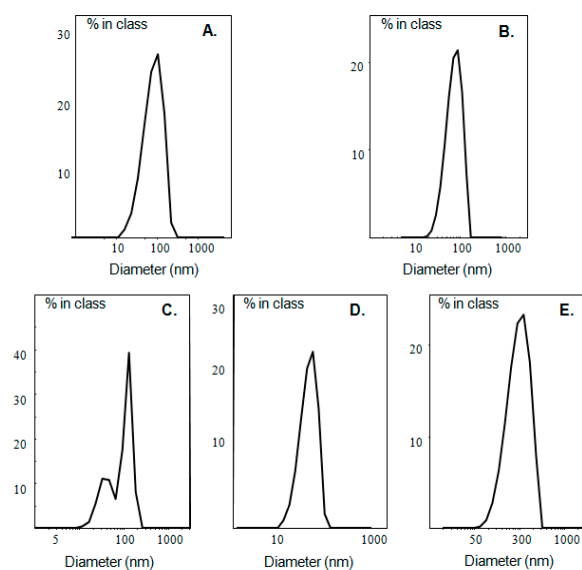 % in class
A.
30
20
10
10 100 1000
Diameter (nm)
% in class
B.
20
10
10 100 1000
Diameter (nm)
% in class
C.
40
30
20
10
5 100 1000
Diameter (nm)
% in class
D.
30
20
10
10 1000
Diameter (nm)
% in class
E.
20
10
50 300 1000
Diameter (nm)